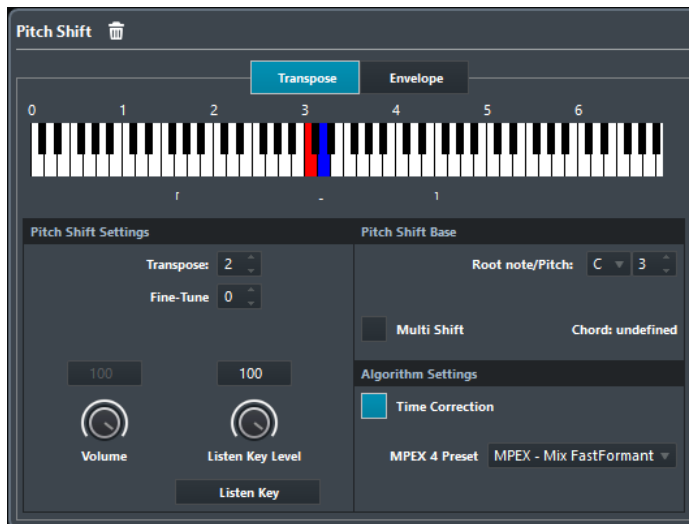 Pitch Shift
Transpose Envelope
0 1 2 3 4 5 6
Pitch Shift Settings
Transpose: 2
Fine-Tune 0
100 100
Volume Listen Key Level
Listen Key
Pitch Shift Base
Root note/Pitch: C 3
Multi Shift Chord: undefined
Algorithm Settings
Time Correction
MPEX 4 Preset MPEX - Mix FastFormant